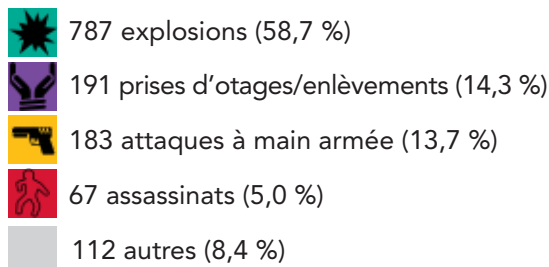 787 explosions (58,7 %)
191 prises d’otages/enlèvements (14,3 %)
183 attaques à main armée (13,7 %)
67 assassinats (5,0 %)
112 autres (8,4 %)